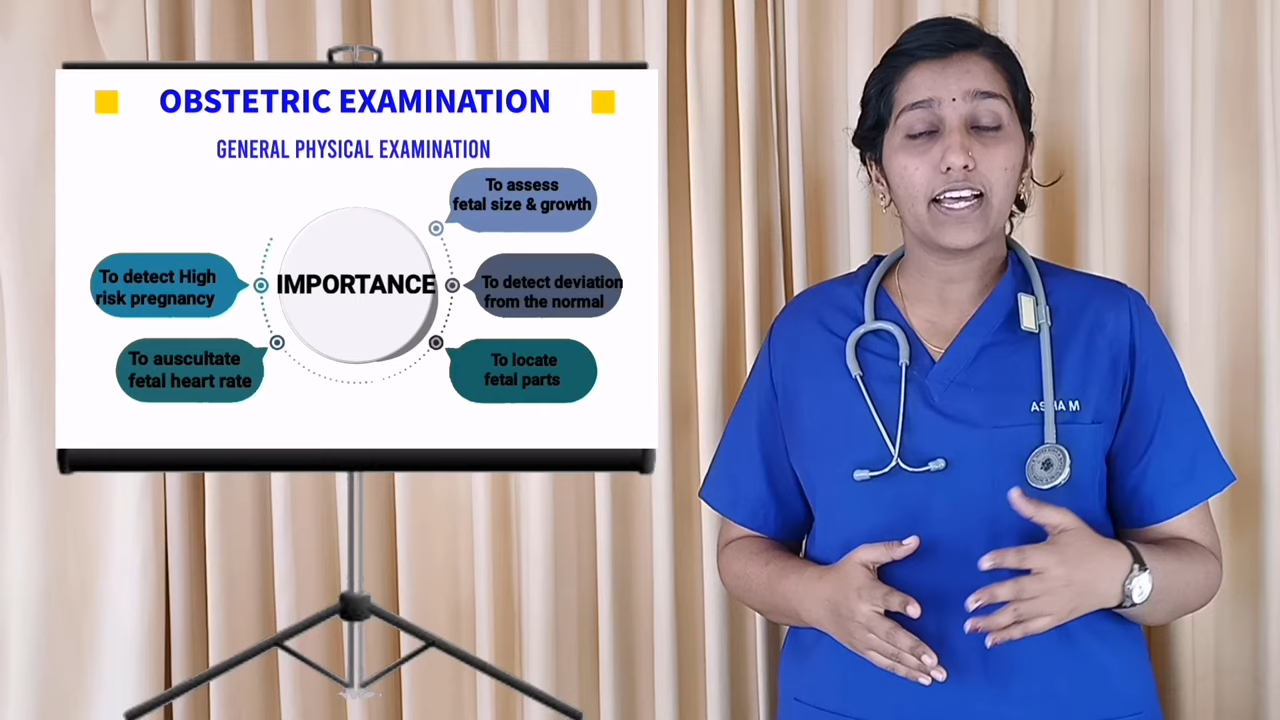 OBSTETRIC EXAMINATION
GENERAL PHYSICAL EXAMINATION
To assess
fetal size & growth
To detect High
risk pregnancy
IMPORTANCE
To detect deviation
from the normal
To auscultate
fetal heart rate
To locate
fetal parts
ASHA M